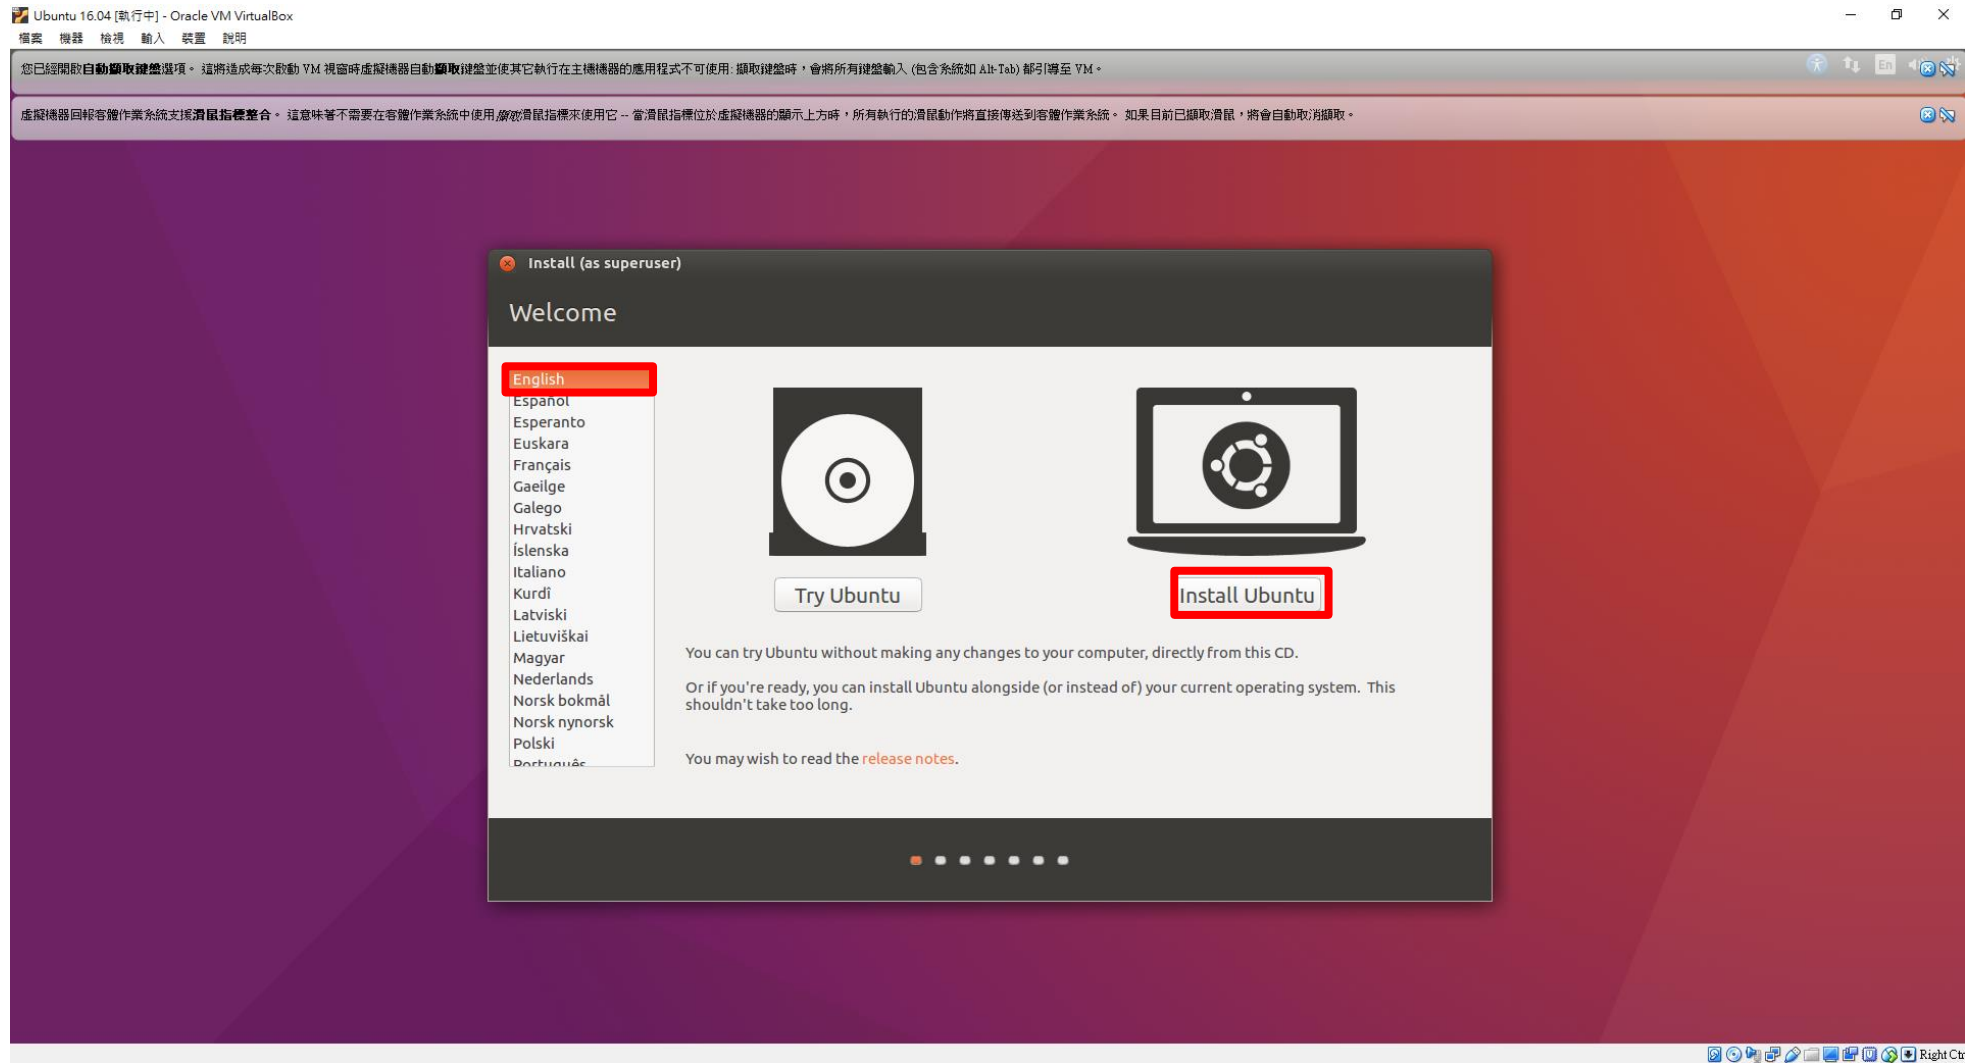 Ubuntu 16.04 [執行中] - Oracle VM VirtualBox
檔案 機器 檢視 輸入 裝置 說明
您已經開啟自動擷取鍵盤選項。 這將造成每次啟動 VM 視窗時虛擬機器自動擷取鍵盤並使其它執行在主機機器的應用程式不可使用: 擷取鍵盤時，會將所有鍵盤輸入 (包含系統如 Alt-Tab) 都引導至 VM。
En
虛擬機器回報客體作業系統支援滑鼠指標整合。 這意味著不需要在客體作業系統中使用擷取滑鼠指標來使用它 -- 當滑鼠指標位於虛擬機器的顯示上方時，所有執行的滑鼠動作將直接傳送到客體作業系統。 如果目前已擷取滑鼠，將會自動取消擷取。
Install (as superuser)
Welcome
English
Español
Esperanto
Euskara
Français
Gaeilge
Galego
Hrvatski
Íslenska
Italiano
Kurdî
Latviski
Lietuviškai
Magyar
Nederlands
Norsk bokmål
Norsk nynorsk
Polski
Português
Try Ubuntu
Install Ubuntu
You can try Ubuntu without making any changes to your computer, directly from this CD.
Or if you're ready, you can install Ubuntu alongside (or instead of) your current operating system. This
shouldn't take too long.
You may wish to read the release notes.
Right Ctr